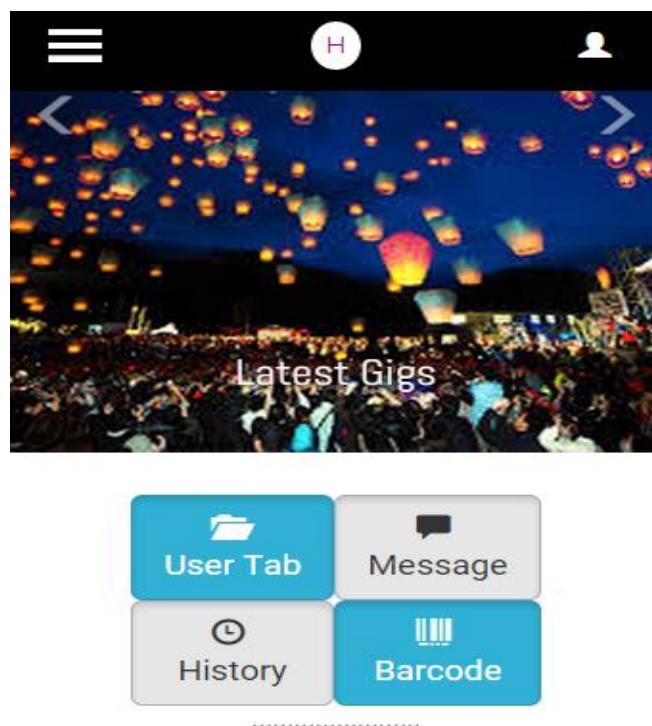 H
Latest Gigs
User Tab
Message
History
Barcode